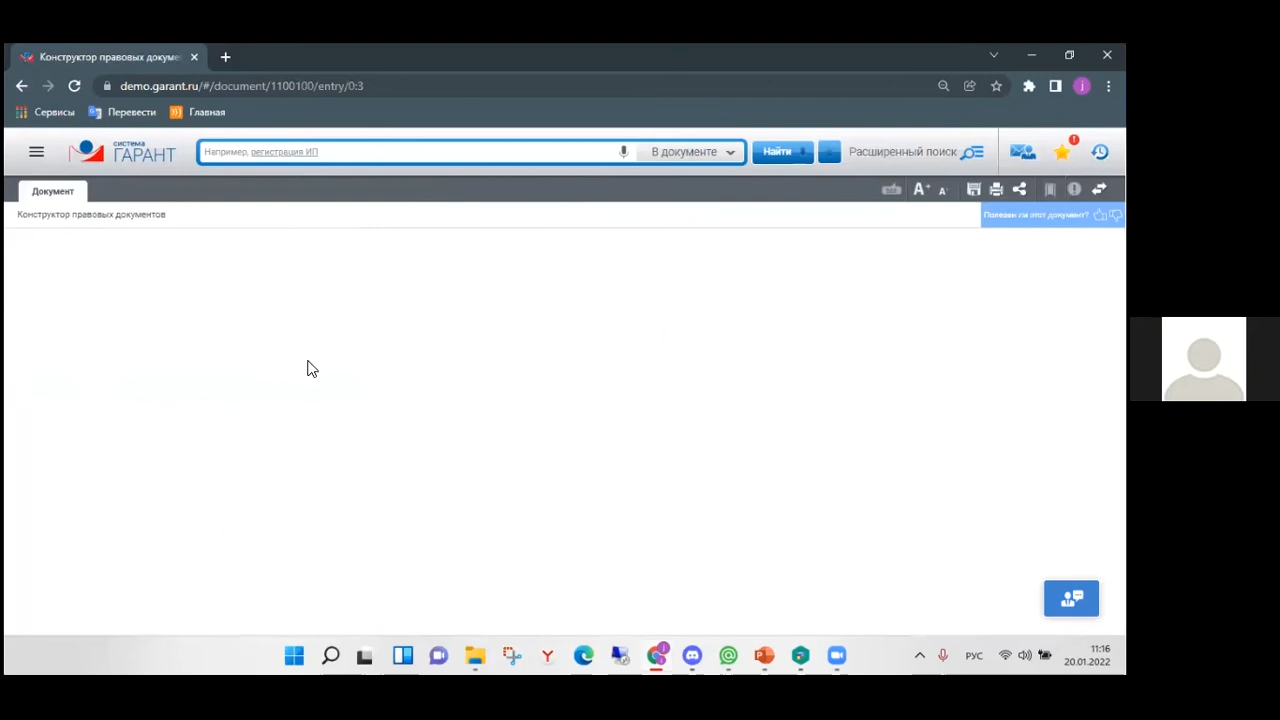 Конструктор правовых докуме
demo.garant.ru/#/document/1100100/entry/0:3
Сервисы Перевести Главная
система
ГАРАНТ
Например, регистрация ИП В документе Найти Расширенный поиск
Документ
A+ A-
Конструктор правовых документов
Полезен ли этот документ?
РУС
11:16
20.01.2022